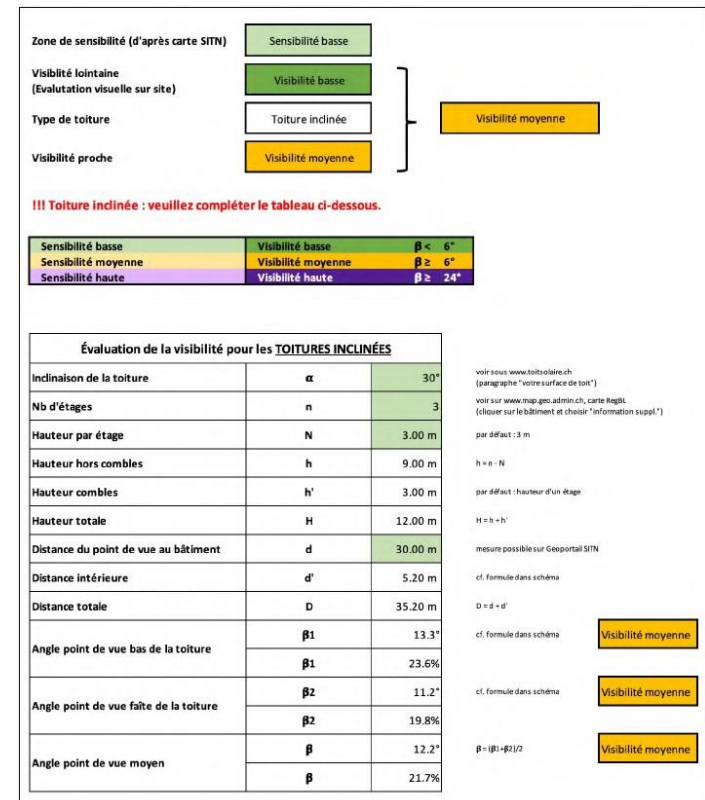 Zone de sensibilité (d'après carte SITN) Sensibilité basse
Visiblité lointaine
(Evalutation visuelle sur site) Visibilité basse
Type de toiture Toiture inclinée Visibilité moyenne
Visibilité proche Visibilité moyenne
!!! Toiture inclinée : veuillez compléter le tableau ci-dessous.
Sensibilité basse Visibilité basse β < 6°
Sensibilité moyenne Visibilité moyenne β ≥ 6°
Sensibilité haute Visibilité haute β ≥ 24°
Évaluation de la visibilité pour les TOITURES INCLINÉES
Inclinaison de la toiture α 30° voir sous www.toitsolaire.ch
(paragraphe "votre surface de toit")
Nb d'étages n 3 voir sur www.map.geo.admin.ch, carte RegBL
(cliquer sur le bâtiment et choisir "information suppl.")
Hauteur par étage N 3.00 m par défaut : 3 m
Hauteur hors combles h 9.00 m h = n · N
Hauteur combles h' 3.00 m par défaut : hauteur d'un étage
Hauteur totale H 12.00 m H = h + h'
Distance du point de vue au bâtiment d 30.00 m mesure possible sur Geoportail SITN
Distance intérieure d' 5.20 m cf. formule dans schéma
Distance totale D 35.20 m D = d + d'
Angle point de vue bas de la toiture β1 13.3° cf. formule dans schéma Visibilité moyenne
β1 23.6%
Angle point de vue faîte de la toiture β2 11.2° cf. formule dans schéma Visibilité moyenne
β2 19.8%
Angle point de vue moyen β 12.2° β = (β1+β2)/2 Visibilité moyenne
β 21.7%